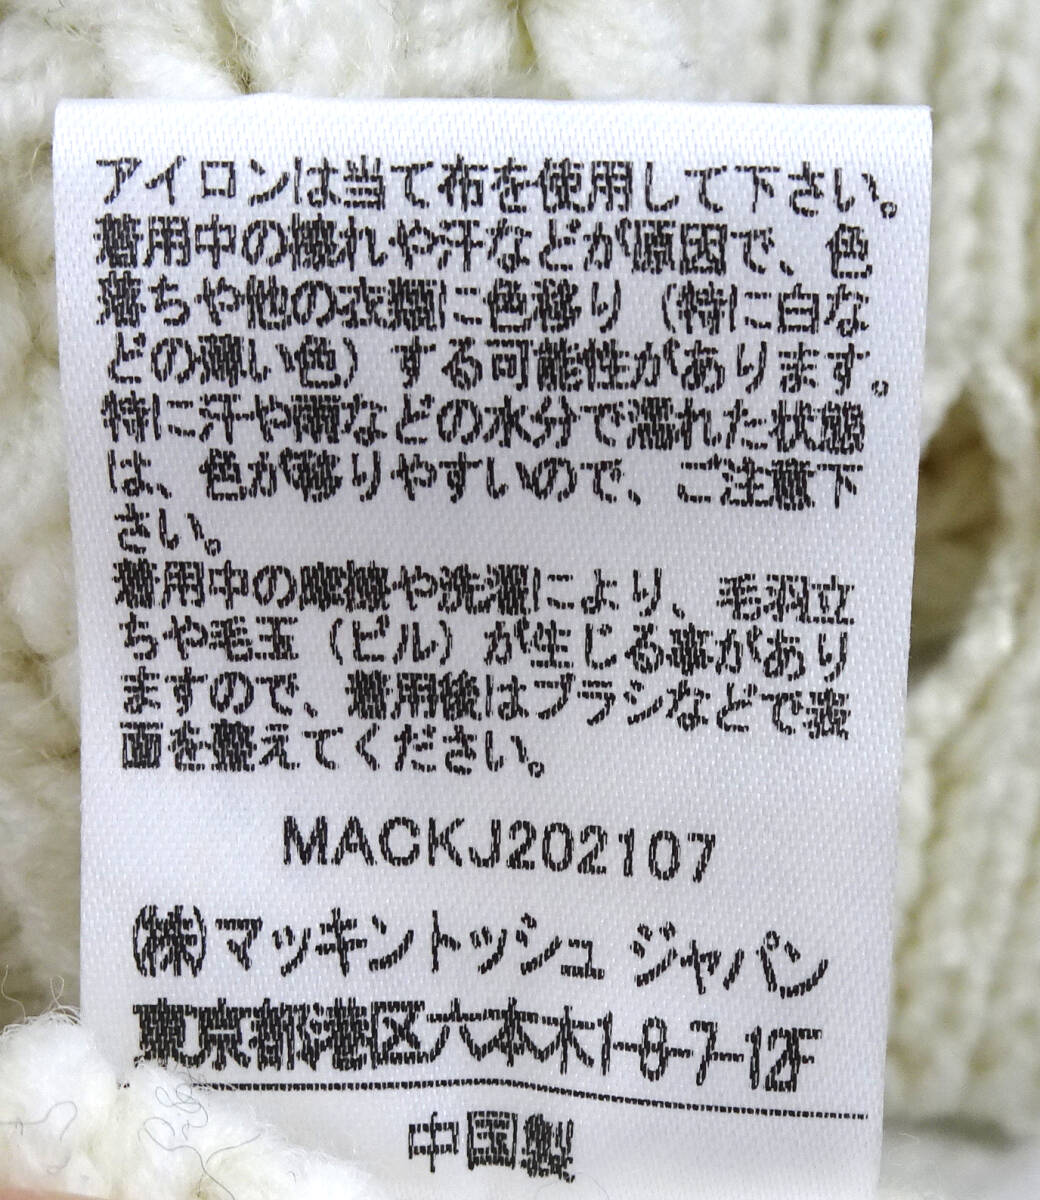 アイロンは当て布を使用して下さい。
着用中の擦れや汗などが原因で、色
落ちや他の衣類に色移り（特に白な
どの薄い色）する可能性があります。
特に汗や雨などの水分で濡れた状態
は、色が移りやすいので、ご注意下
さい。
着用中の摩擦や洗濯により、毛羽立
ちや毛玉（ピル）が生じる事があり
ますので、着用後はブラシなどで表
面を整えてください。
MACKJ202107
(株)マッキントッシュ ジャパン
東京都港区六本木1-8-7-12F
中国製